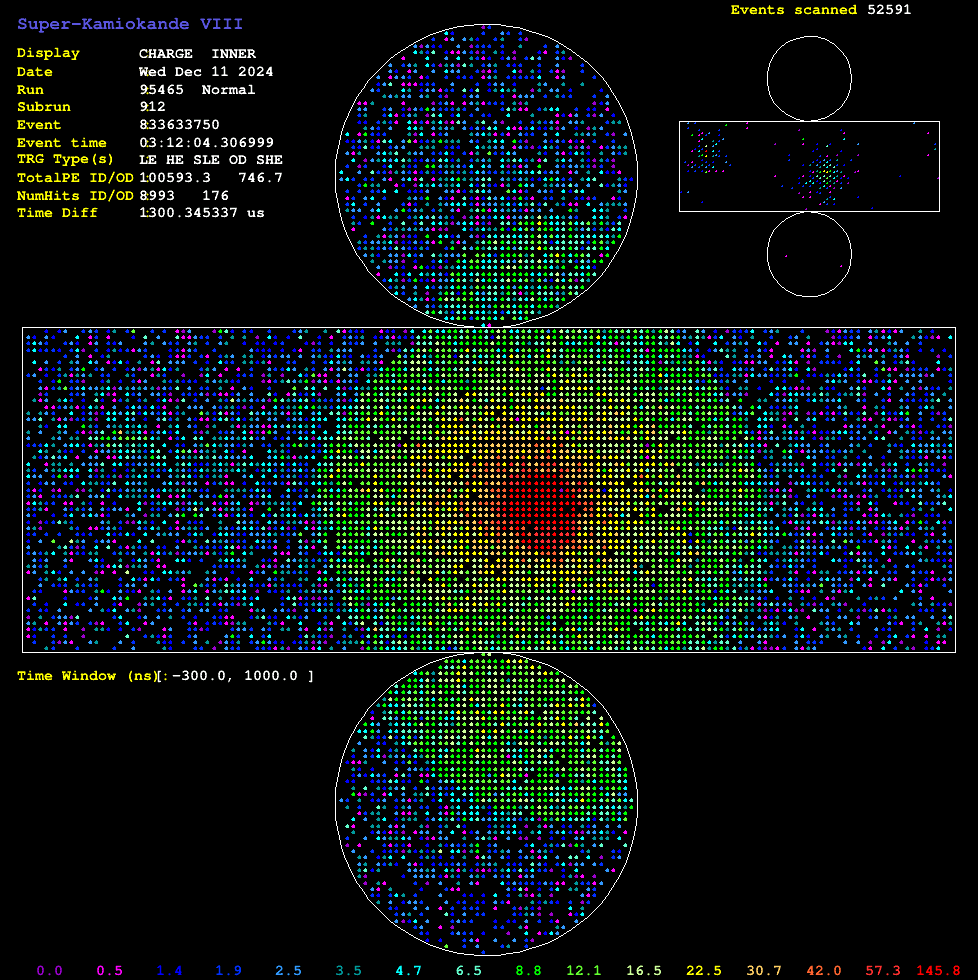 Super-Kamiokande VIII
Display CHARGE INNER
Date Wed Dec 11 2024
Run 95465 Normal
Subrun 912
Event 833633750
Event time 03:12:04.306999
TRG Type(s) LE HE SLE OD SHE
TotalPE ID/OD 100593.3 746.7
NumHits ID/OD 8993 176
Time Diff 1300.345337 us
Events scanned 52591
Time Window (ns)[:-300.0, 1000.0 ]
0.0 0.5 1.4 1.9 2.5 3.5 4.7 6.5 8.8 12.1 16.5 22.5 30.7 42.0 57.3 145.8